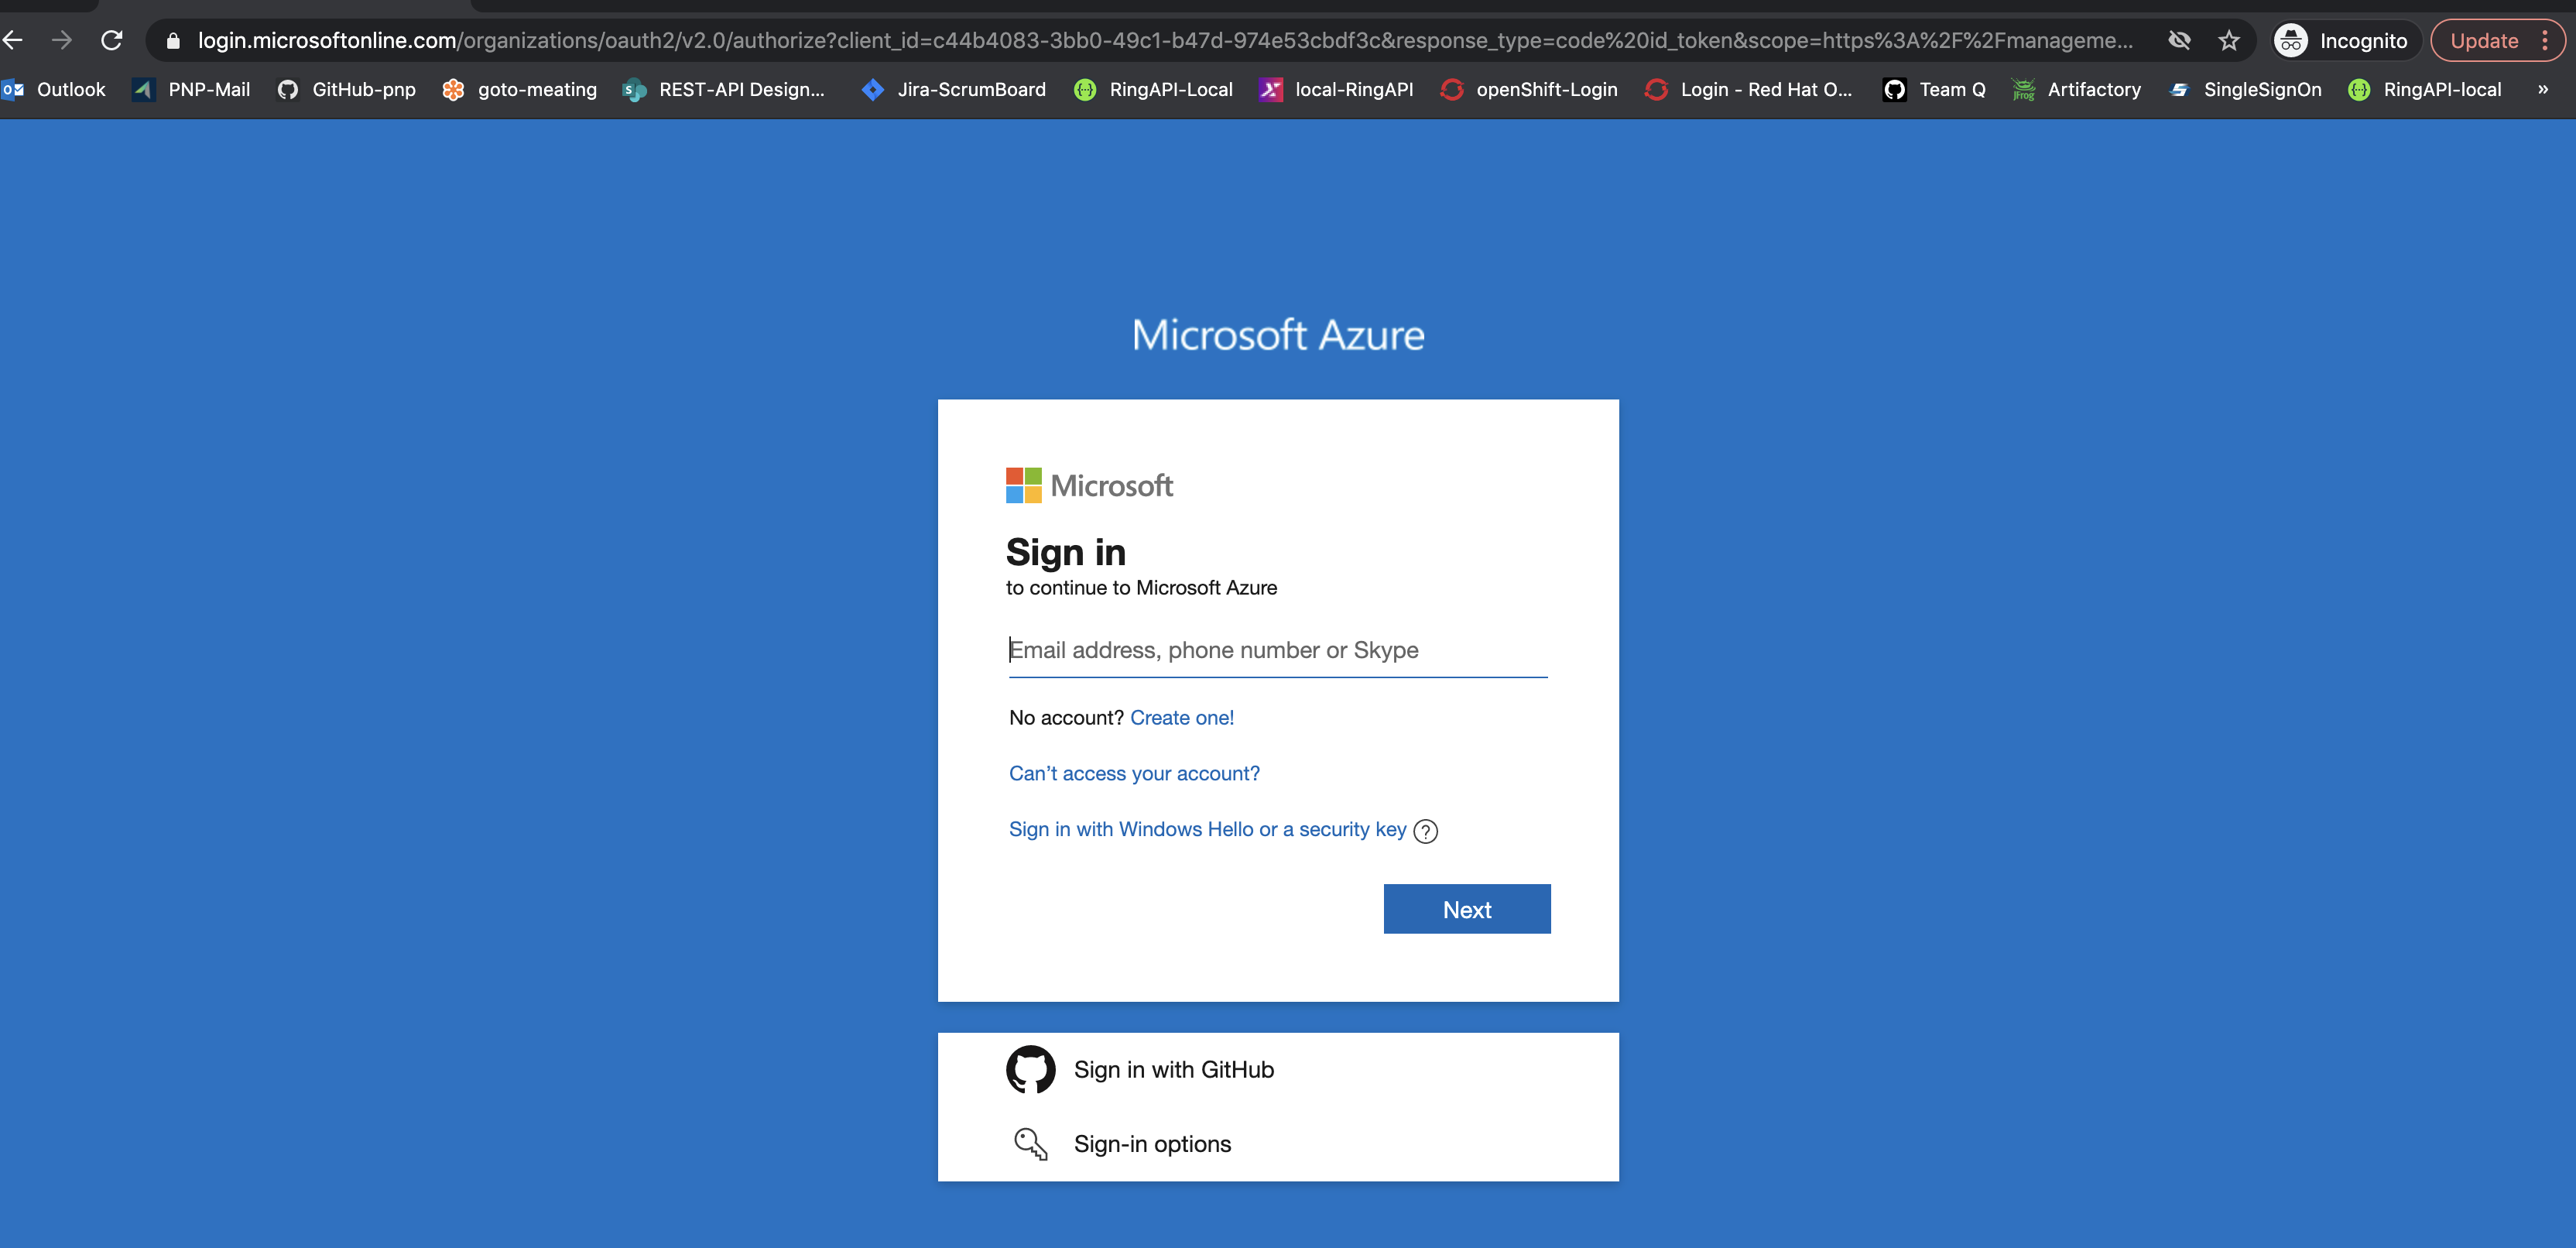 login.microsoftonline.com/organizations/oauth2/v2.0/authorize?client_id=c44b4083-3bb0-49c1-b47d-974e53cbdf3c&response_type=code%20id_token&scope=https%3A%2F%2Fmanageme... Incognito Update
Outlook PNP-Mail GitHub-pnp goto-meating REST-API Design... Jira-ScrumBoard RingAPI-Local local-RingAPI openShift-Login Login - Red Hat O... Team Q Artifactory SingleSignOn RingAPI-local »
Microsoft Azure
Microsoft
Sign in
to continue to Microsoft Azure
Email address, phone number or Skype
No account? Create one!
Can’t access your account?
Sign in with Windows Hello or a security key ?
Next
Sign in with GitHub
Sign-in options